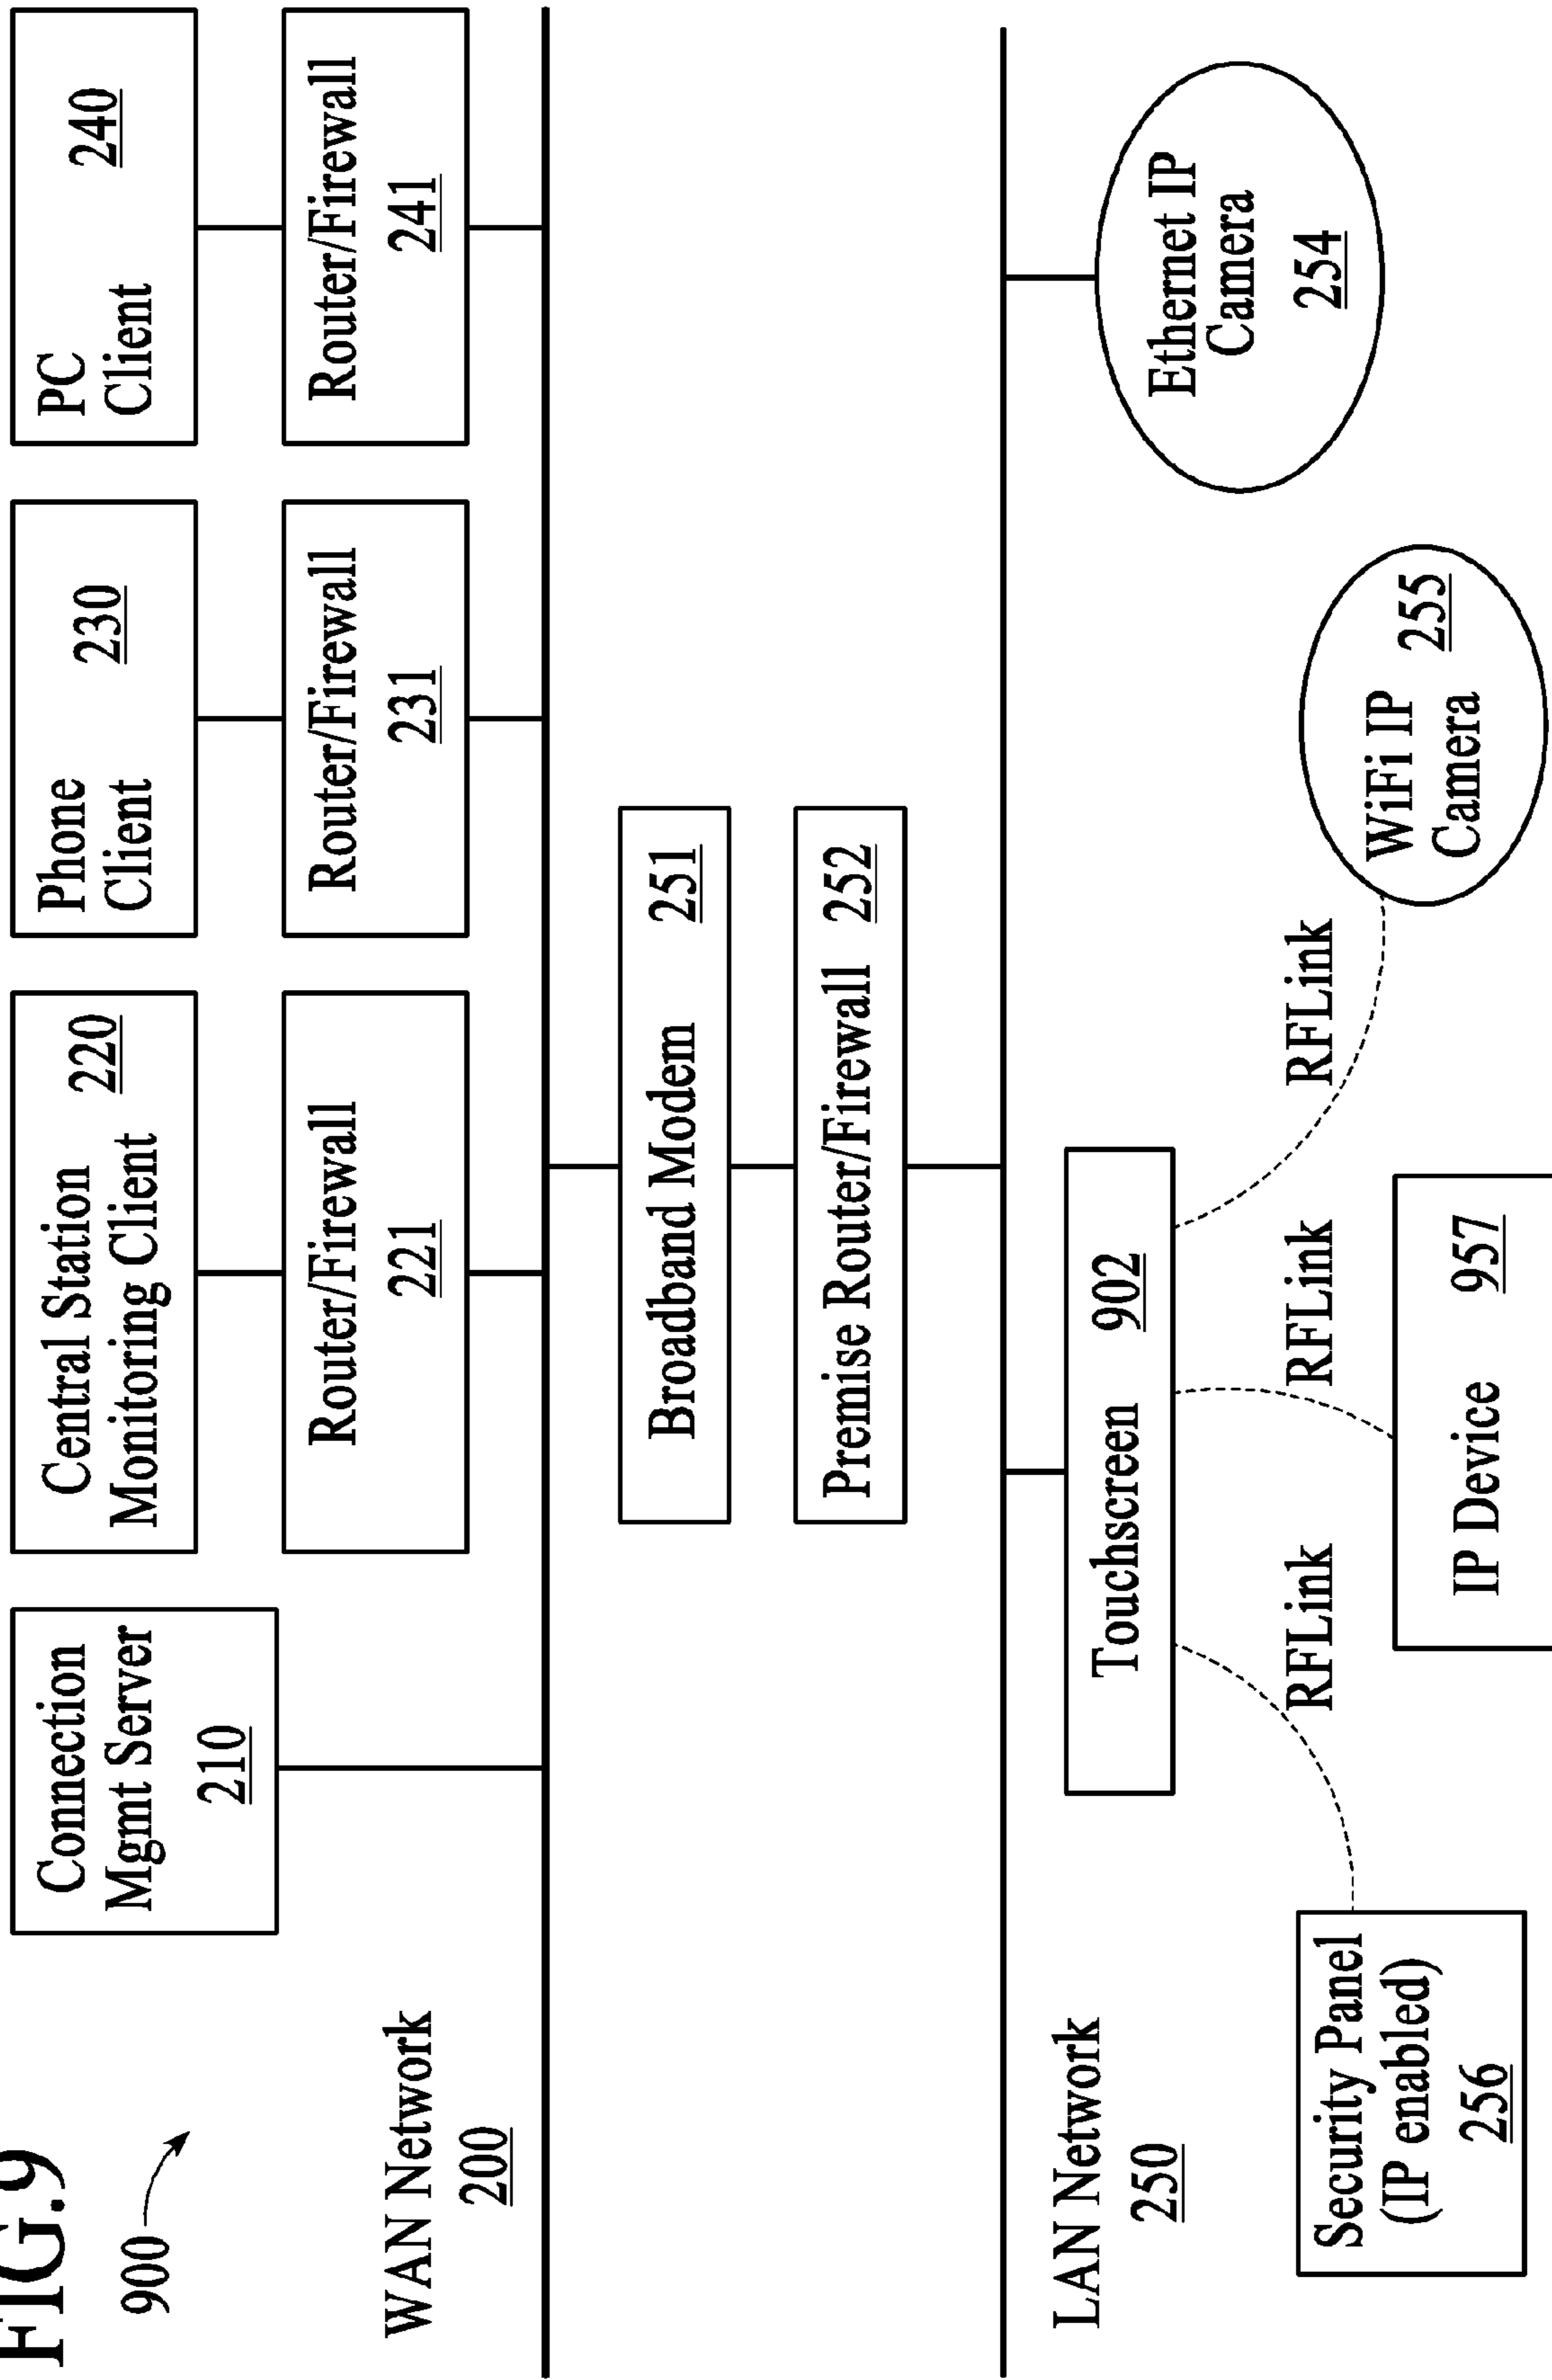 FIG.9
900
Connection
Mgmt Server
210
Central Station
Monitoring Client
220
Phone
Client
230
PC
Client
240
Router/Firewall
221
Router/Firewall
231
Router/Firewall
241
WAN Network
200
Broadband Modem 251
Premise Router/Firewall 252
LAN Network
250
Touchscreen 902
Ethernet IP
Camera
254
RFLink
RFLink
RFLink
Security Panel
(IP enabled)
256
IP Device 957
WiFi IP
Camera
255